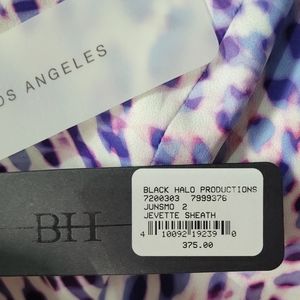 OS ANGELES
BH
BLACK HALO PRODUCTIONS
7200303 7999376
JUNSMO 2
JEVETTE SHEATH
4 10092 19239 0
375.00